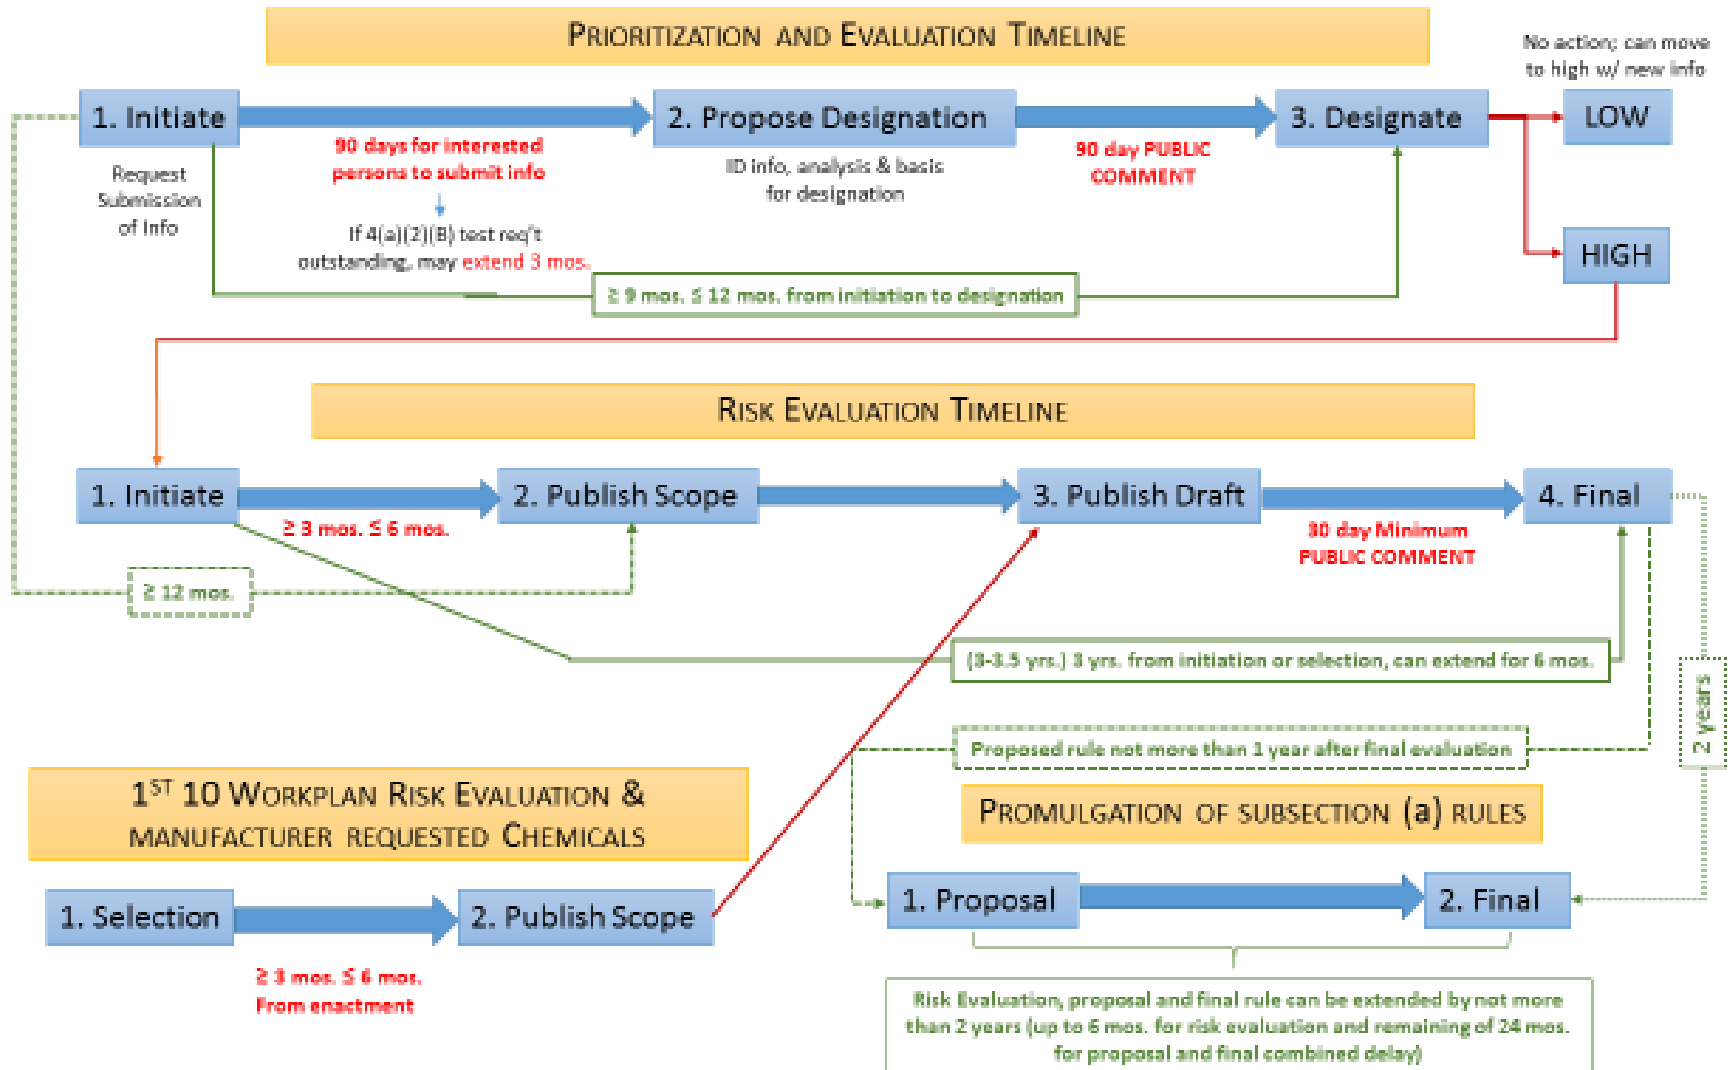 PRIORITIZATION AND EVALUATION TIMELINE
No action; can move
to high w/ new info
1. Initiate
2. Propose Designation
3. Designate
LOW
90 days for interested
persons to submit info
90 day PUBLIC
COMMENT
Request
Submission
of Info
ID info, analysis & basis
for designation
If 4(a)(2)(B) test req't
outstanding, may extend 3 mos.
HIGH
≥ 9 mos. ≤ 12 mos. from initiation to designation
RISK EVALUATION TIMELINE
1. Initiate
2. Publish Scope
3. Publish Draft
4. Final
≥ 3 mos. ≤ 6 mos.
30 day Minimum
PUBLIC COMMENT
≥ 12 mos.
(3-3.5 yrs.) 3 yrs. from initiation or selection, can extend for 6 mos.
2 years
Proposed rule not more than 1 year after final evaluation
1ST 10 WORKPLAN RISK EVALUATION &
MANUFACTURER REQUESTED CHEMICALS
PROMULGATION OF SUBSECTION (a) RULES
1. Selection
2. Publish Scope
1. Proposal
2. Final
≥ 3 mos. ≤ 6 mos.
From enactment
Risk Evaluation, proposal and final rule can be extended by not more
than 2 years (up to 6 mos. for risk evaluation and remaining of 24 mos.
for proposal and final combined delay)